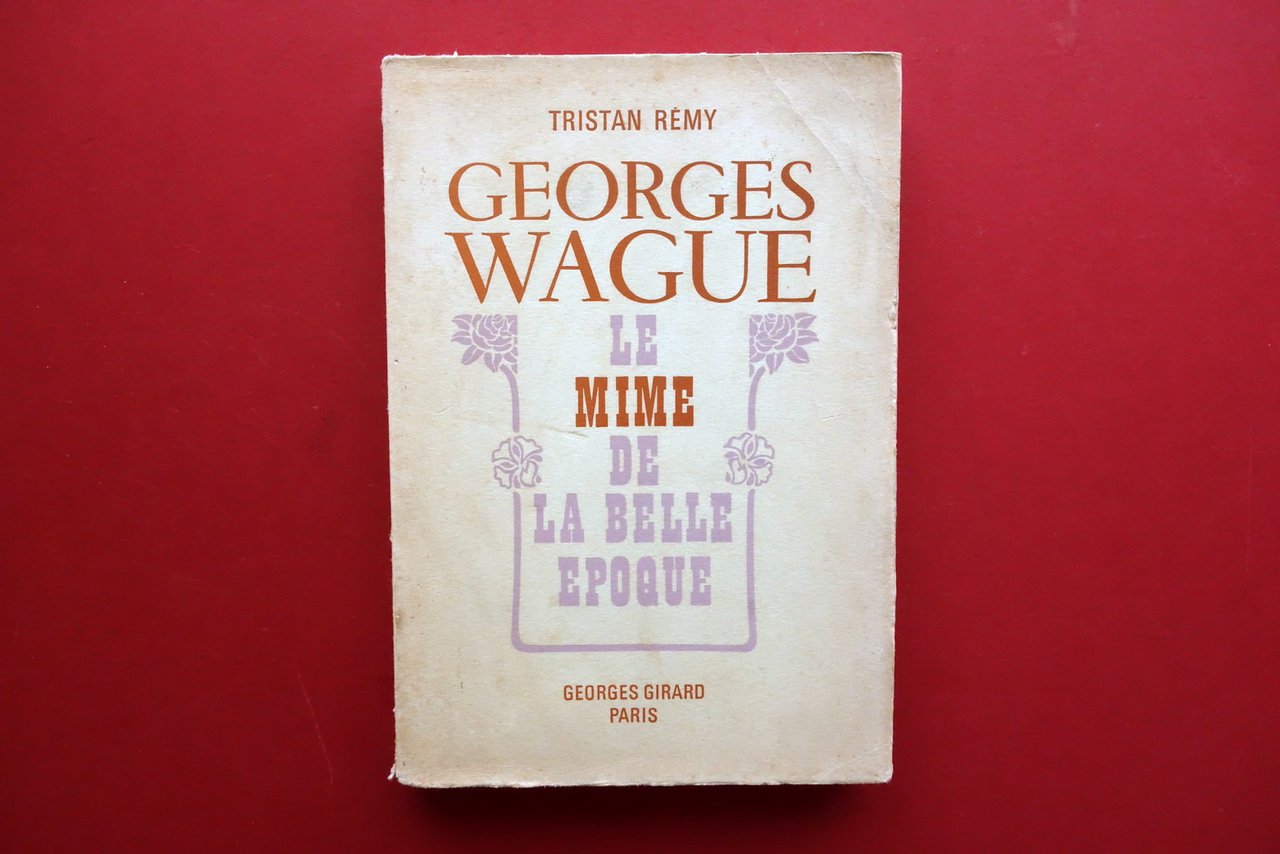 TRISTAN RÉMY
GEORGES
WAGUE
LE
MIME
DE
LA BELLE
EPOQUE
GEORGES GIRARD
PARIS